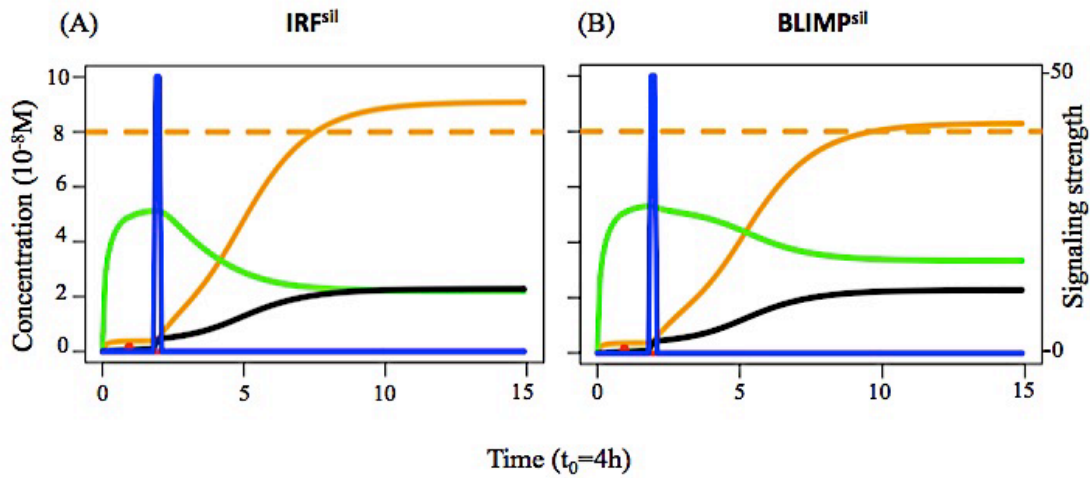 (A) IRFsil (B) BLIMPsil
Concentration (10-8M)
10
8
6
4
2
0
0 5 10 15
0 5 10 15
-50
-0
Signaling strength
Time (t0=4h)